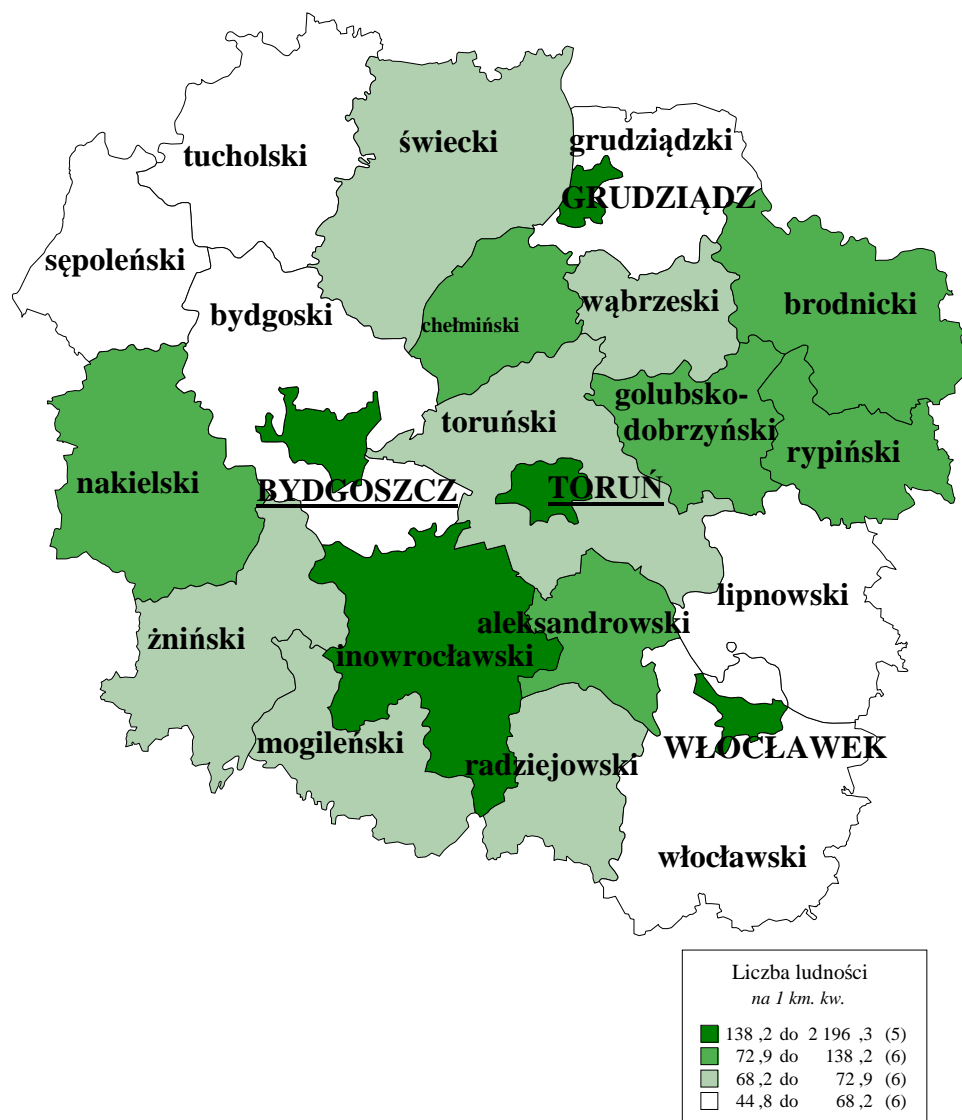 tucholski
świecki
grudziądzki
GRUDZIĄDZ
sępoleński
bydgoski
chełmiński
wąbrzeski
brodnicki
toruński
golubsko-
dobrzyński
rypiński
nakielski
BYDGOSZCZ
TORUŃ
lipnowski
żniński
inowrocławski
aleksandrowski
mogileński
radziejowski
WŁOCŁAWEK
włocławski
Liczba ludności
na 1 km. kw.
138 ,2 do 2 196 ,3 (5)
72 ,9 do 138 ,2 (6)
68 ,2 do 72 ,9 (6)
44 ,8 do 68 ,2 (6)